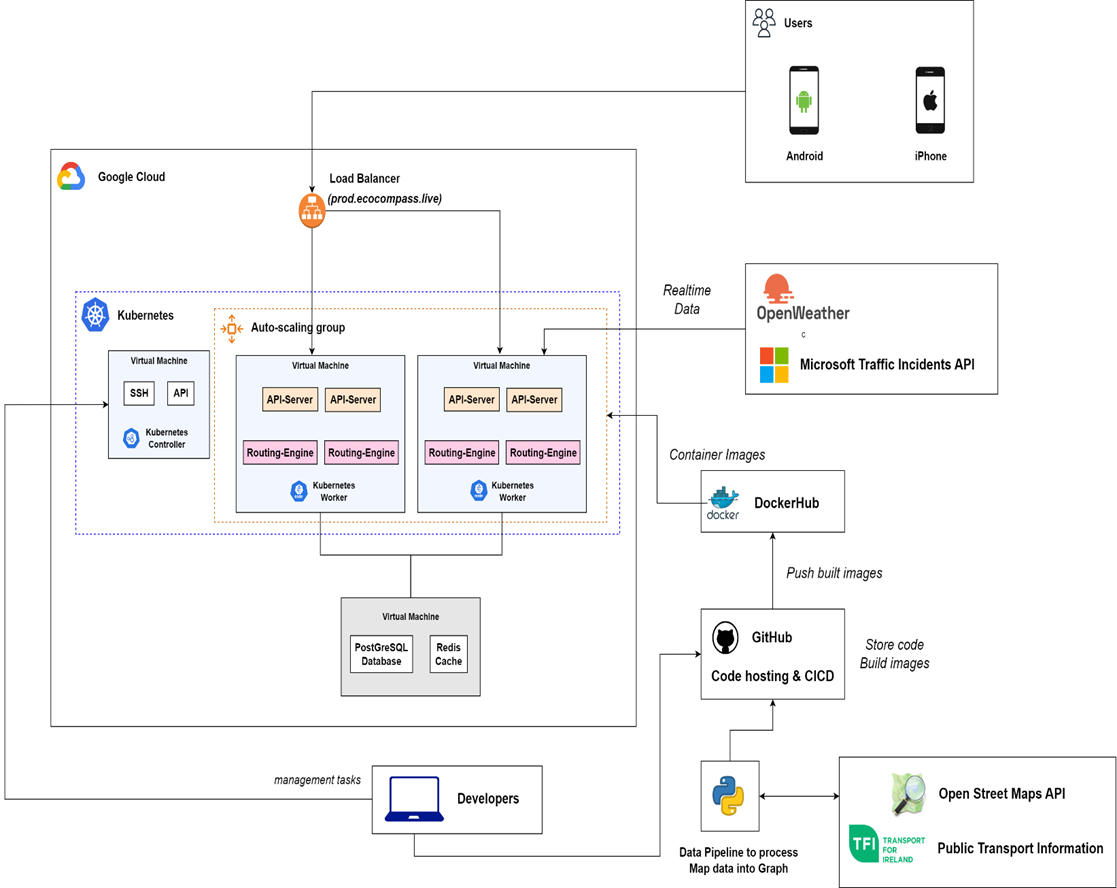 Users
Android
iPhone
Google Cloud
Load Balancer
(prod.ecocompass.live)
Kubernetes
Auto-scaling group
Virtual Machine
SSH
API
Kubernetes
Controller
Virtual Machine
API-Server
API-Server
Routing-Engine
Routing-Engine
Kubernetes
Worker
Virtual Machine
API-Server
API-Server
Routing-Engine
Routing-Engine
Kubernetes
Worker
Realtime
Data
OpenWeather
c
Microsoft Traffic Incidents API
Container Images
docker
DockerHub
Push built images
GitHub
Code hosting & CICD
Store code
Build images
Virtual Machine
PostGreSQL
Database
Redis
Cache
management tasks
Developers
Data Pipeline to process
Map data into Graph
Open Street Maps API
TFI
TRANSPORT
FOR
IRELAND
Public Transport Information